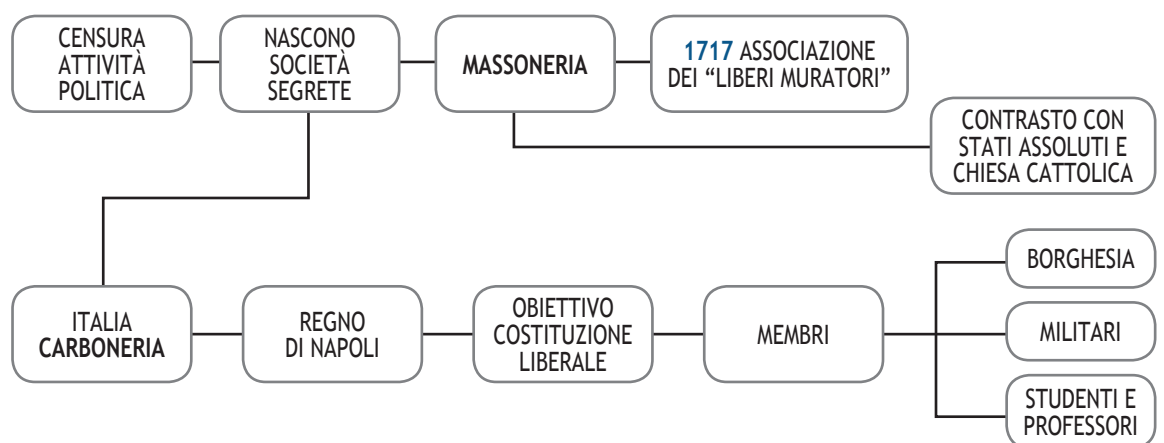 CENSURA
ATTIVITÀ
POLITICA
NASCONO
SOCIETÀ
SEGRETE
MASSONERIA
1717 ASSOCIAZIONE
DEI “LIBERI MURATORI”
CONTRASTO CON
STATI ASSOLUTI E
CHIESA CATTOLICA
ITALIA
CARBONERIA
REGNO
DI NAPOLI
OBIETTIVO
COSTITUZIONE
LIBERALE
MEMBRI
BORGHESIA
MILITARI
STUDENTI E
PROFESSORI